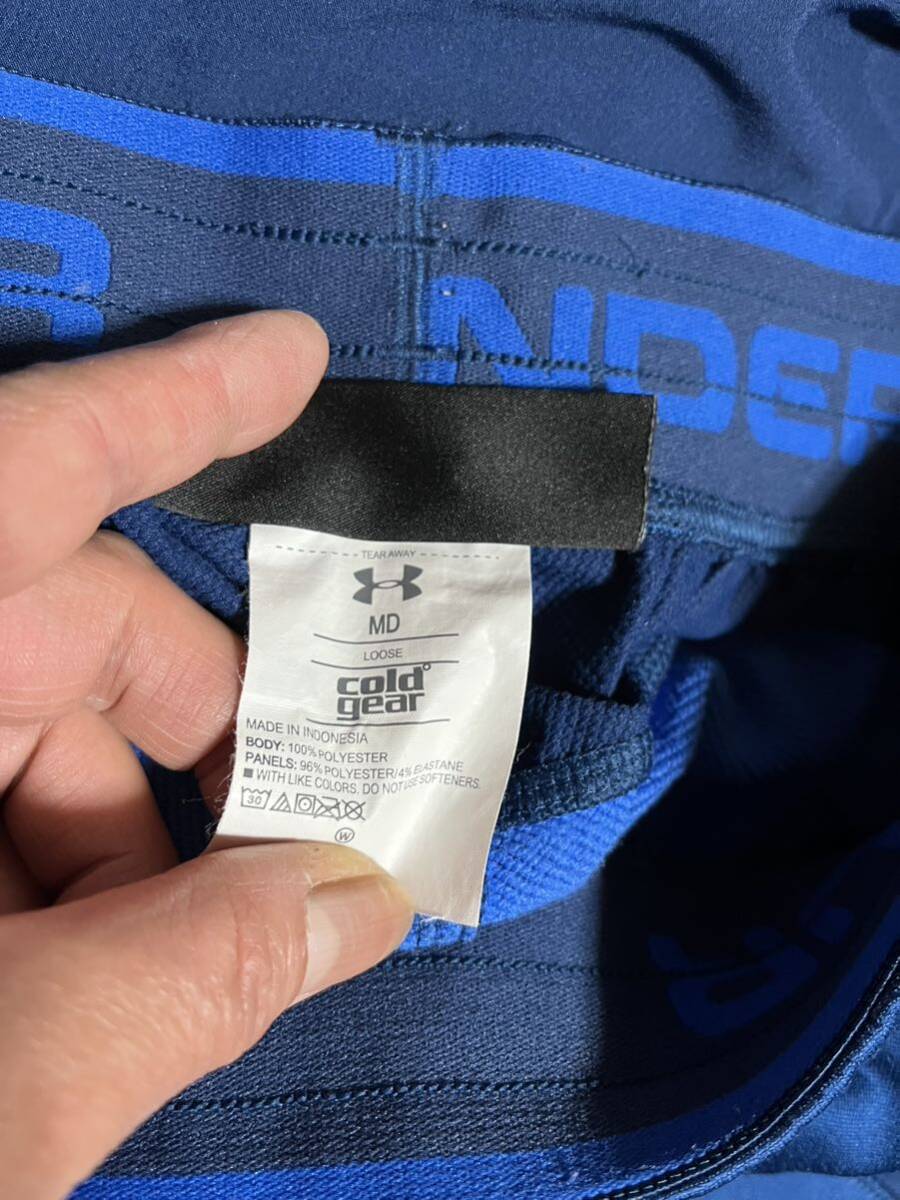 NDER
TEAR AWAY
MD
LOOSE
cold°
gear
MADE IN INDONESIA
BODY: 100% POLYESTER
PANELS: 96% POLYESTER/4% ELASTANE
■ WITH LIKE COLORS. DO NOT USE SOFTENERS.
30
W